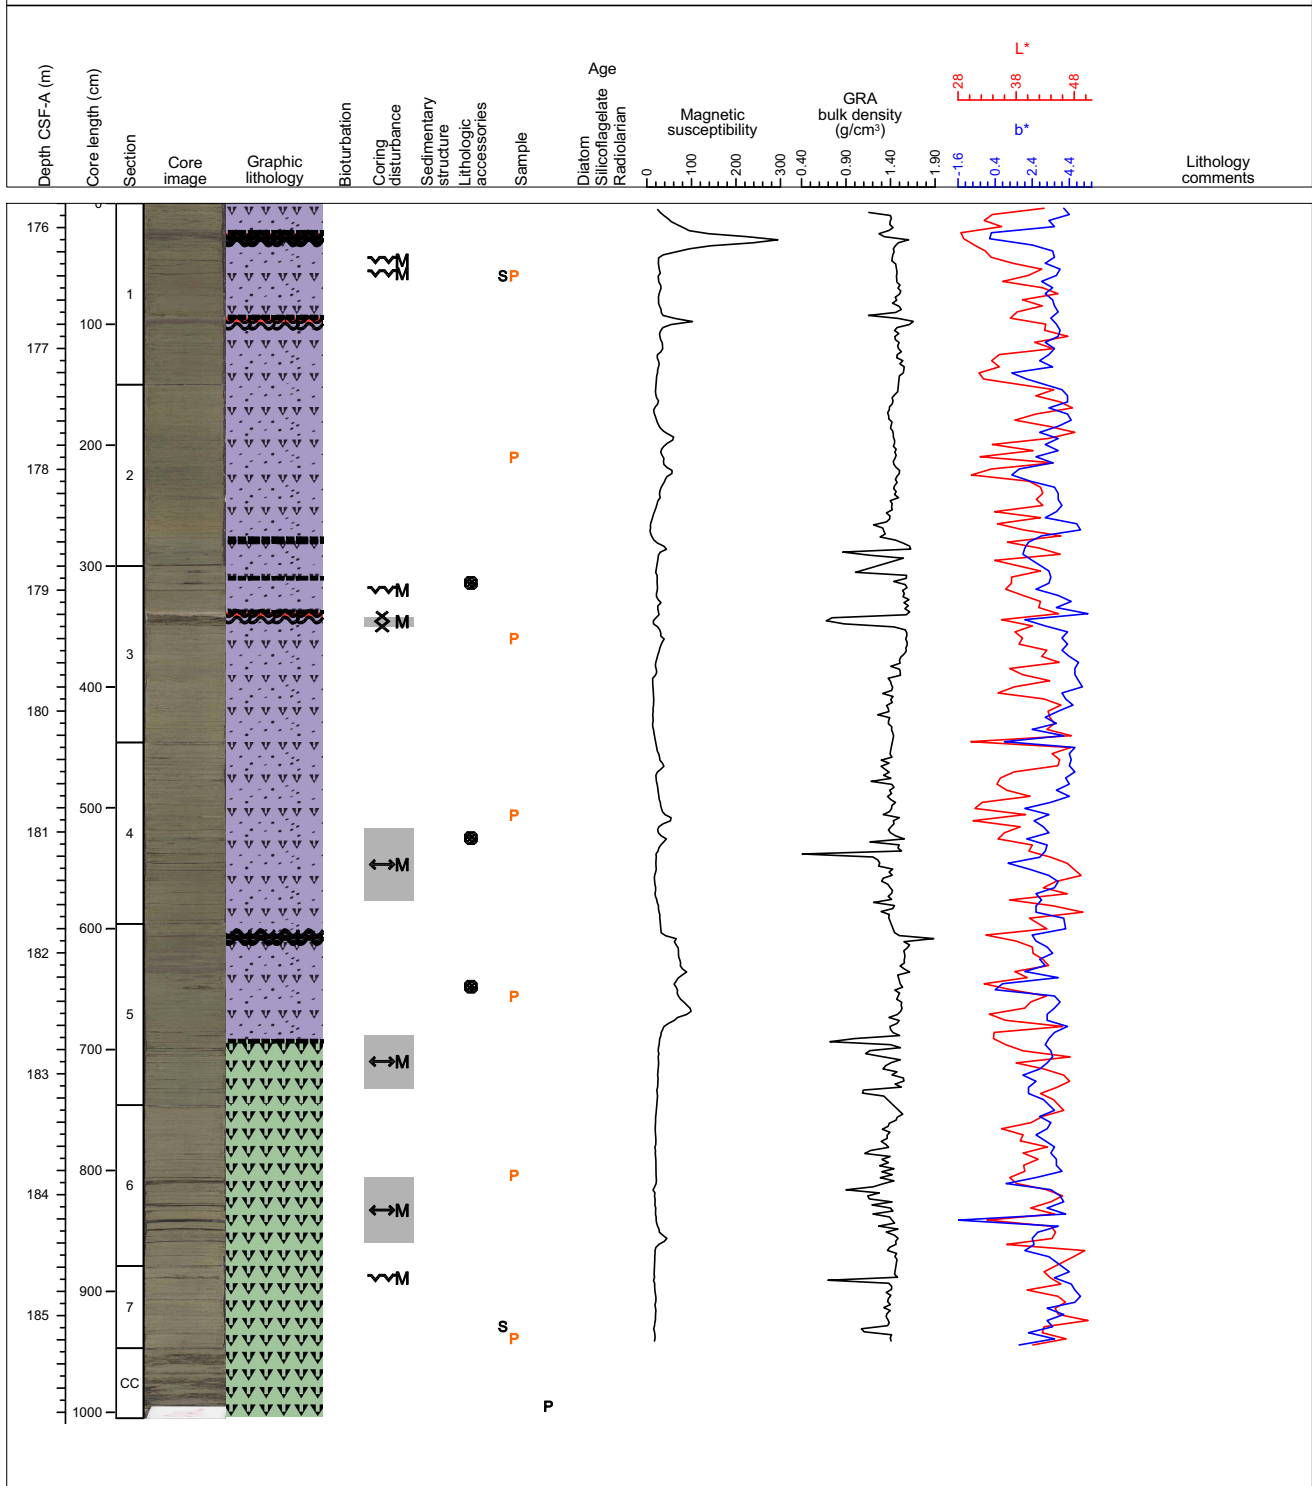 L*
28 38 48
Age
Depth CSF-A (m)
Core length (cm)
Section
Core
image
Graphic
lithology
Bioturbation
Coring
disturbance
Sedimentary
structure
Lithologic
accessories
Sample
Diatom
Silicoflagelate
Radiolarian
Magnetic
susceptibility
0 100 200 300
GRA
bulk density
(g/cm³)
0.40 0.90 1.40 1.90
b*
-1.6 0.4 2.4 4.4
Lithology
comments
0
176
M
M
S P
1
100
177
200
P
178
2
300
179
M
M
P
3
400
180
500
P
181
4
M
600
182
P
5
700
M
183
800
P
6
184
M
M
900
7
185
S
P
CC
P
1000